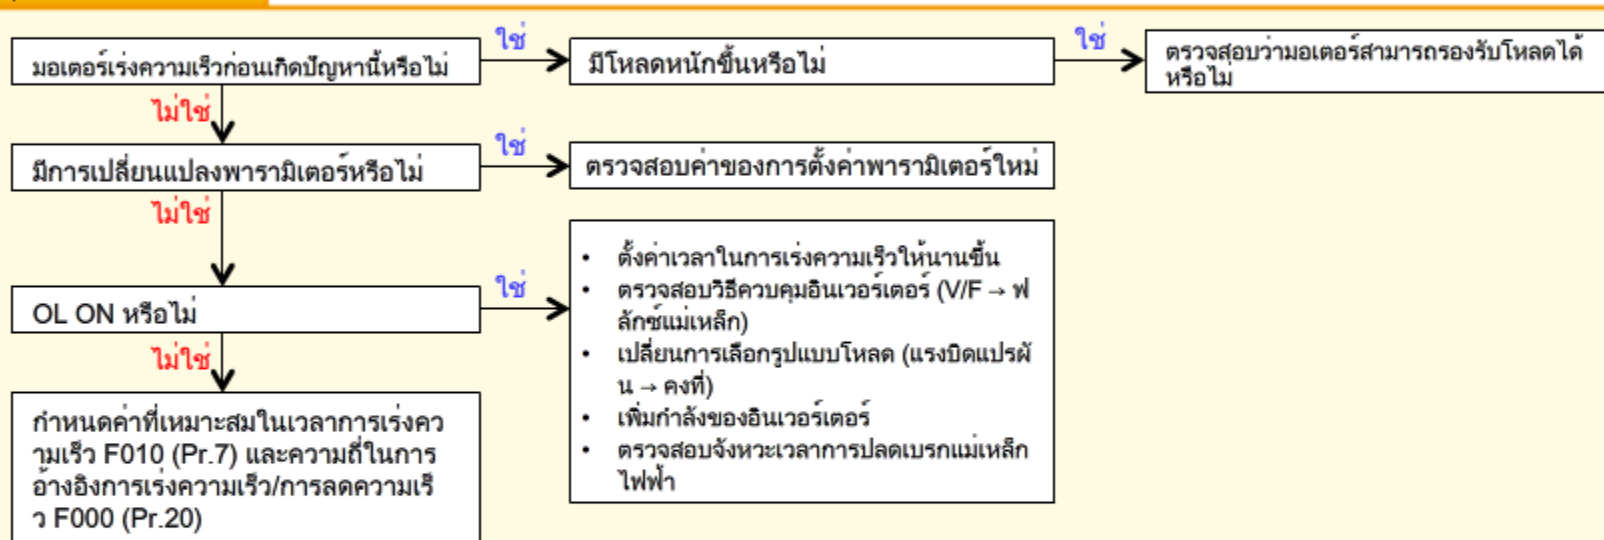 มอเตอร์เร่งความเร็วก่อนเกิดปัญหานี้หรือไม่
ใช่
มีโหลดหนักขึ้นหรือไม่
ใช่
ตรวจสอบว่ามอเตอร์สามารถรองรับโหลดได้
หรือไม่
ไม่ใช่
มีการเปลี่ยนแปลงพารามิเตอร์หรือไม่
ใช่
ตรวจสอบค่าของการตั้งค่าพารามิเตอร์ใหม่
ไม่ใช่
OL ON หรือไม่
ใช่
• ตั้งค่าเวลาในการเร่งความเร็วให้นานขึ้น
• ตรวจสอบวิธีควบคุมอินเวอร์เตอร์ (V/F → ฟ
ลักซ์แม่เหล็ก)
• เปลี่ยนการเลือกรูปแบบโหลด (แรงบิดแปรผั
น → คงที่)
• เพิ่มกำลังของอินเวอร์เตอร์
• ตรวจสอบจังหวะเวลาการปลดเบรกแม่เหล็ก
ไฟฟ้า
ไม่ใช่
กำหนดค่าที่เหมาะสมในเวลาการเร่งคว
ามเร็ว F010 (Pr.7) และความถี่ในการ
อ้างอิงการเร่งความเร็ว/การลดความเร็
ว F000 (Pr.20)